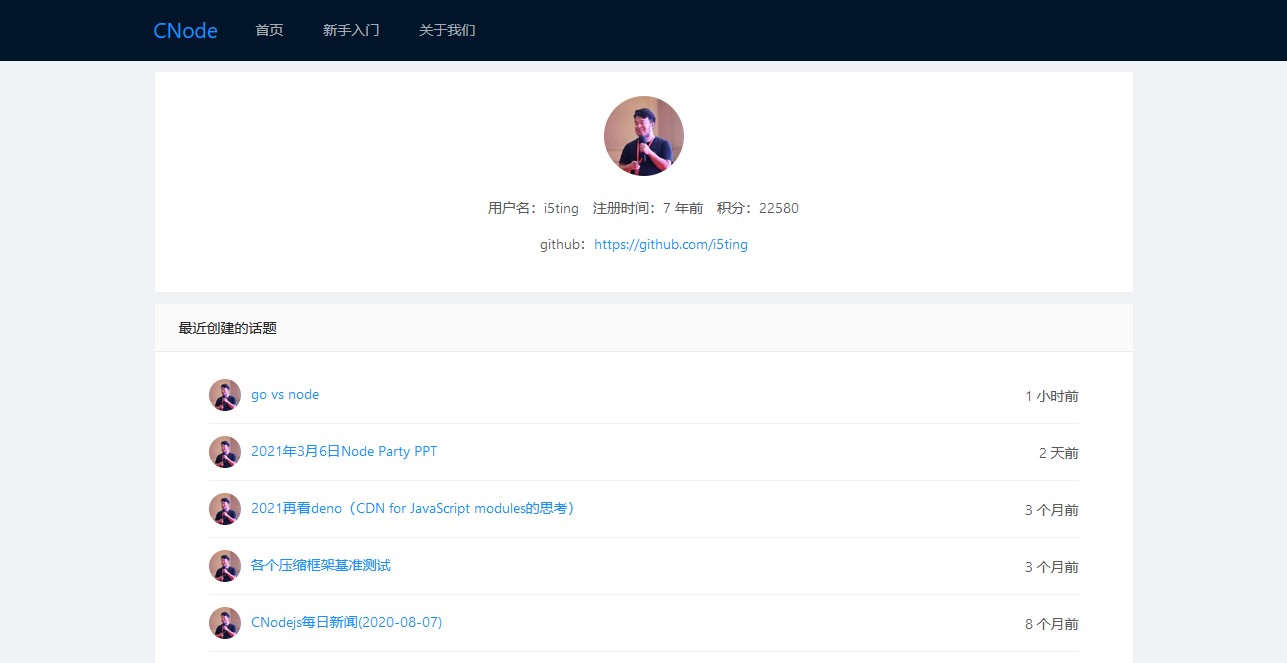 CNode 首页 新手入门 关于我们
用户名：i5ting 注册时间：7 年前 积分：22580
github：https://github.com/i5ting
最近创建的话题
go vs node 1 小时前
2021年3月6日Node Party PPT 2 天前
2021再看deno（CDN for JavaScript modules的思考） 3 个月前
各个压缩框架基准测试 3 个月前
CNodejs每日新闻(2020-08-07) 8 个月前